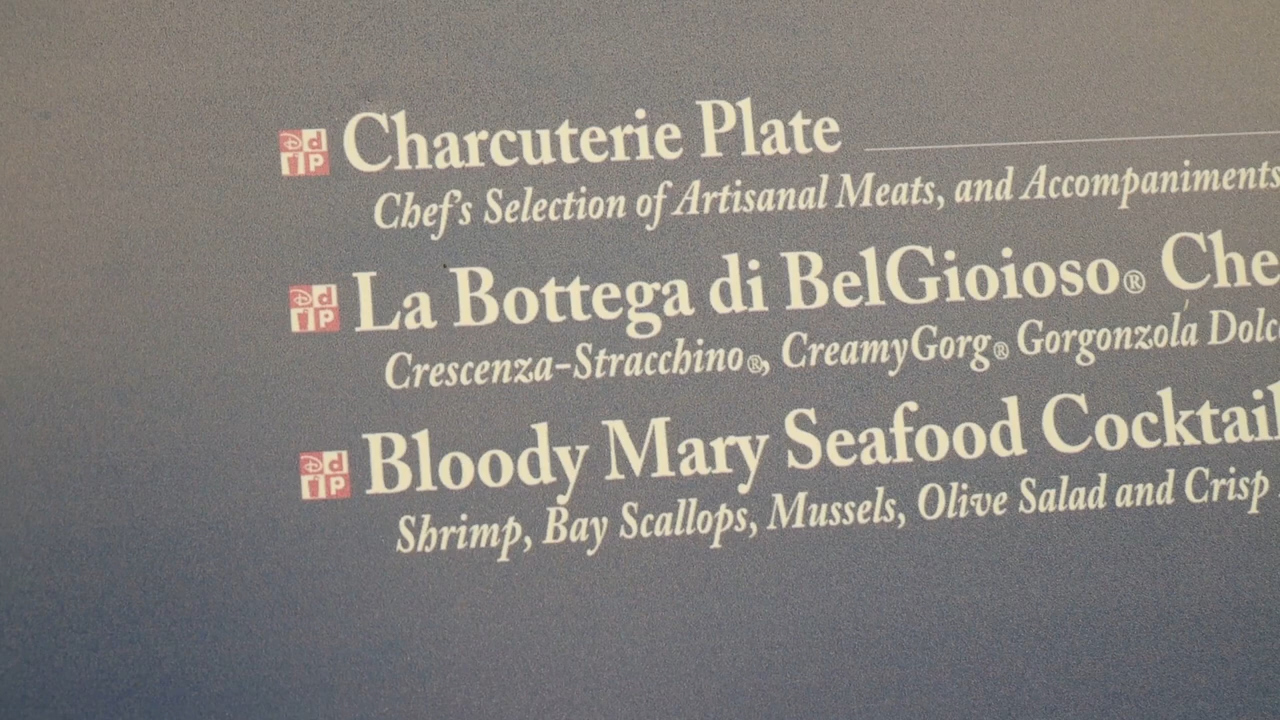 Charcuterie Plate
Chef's Selection of Artisanal Meats, and Accompaniments
La Bottega di BelGioioso® Che
Crescenza-Stracchino®, CreamyGorg® Gorgonzola Dolc
Bloody Mary Seafood Cocktail
Shrimp, Bay Scallops, Mussels, Olive Salad and Crisp